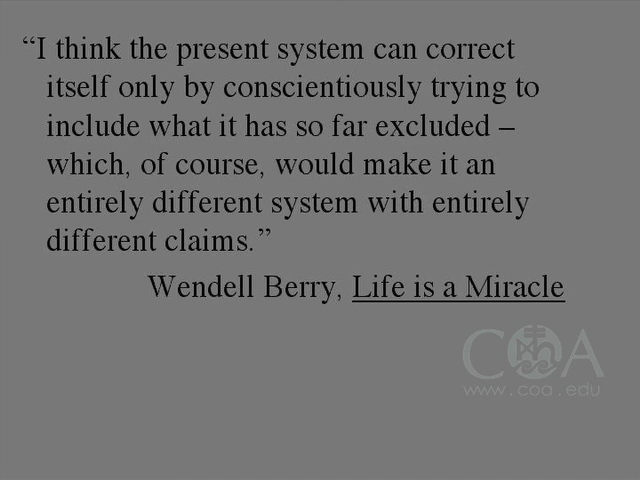 “I think the present system can correct
itself only by conscientiously trying to
include what it has so far excluded –
which, of course, would make it an
entirely different system with entirely
different claims.”
Wendell Berry, Life is a Miracle
COA
www.coa.edu